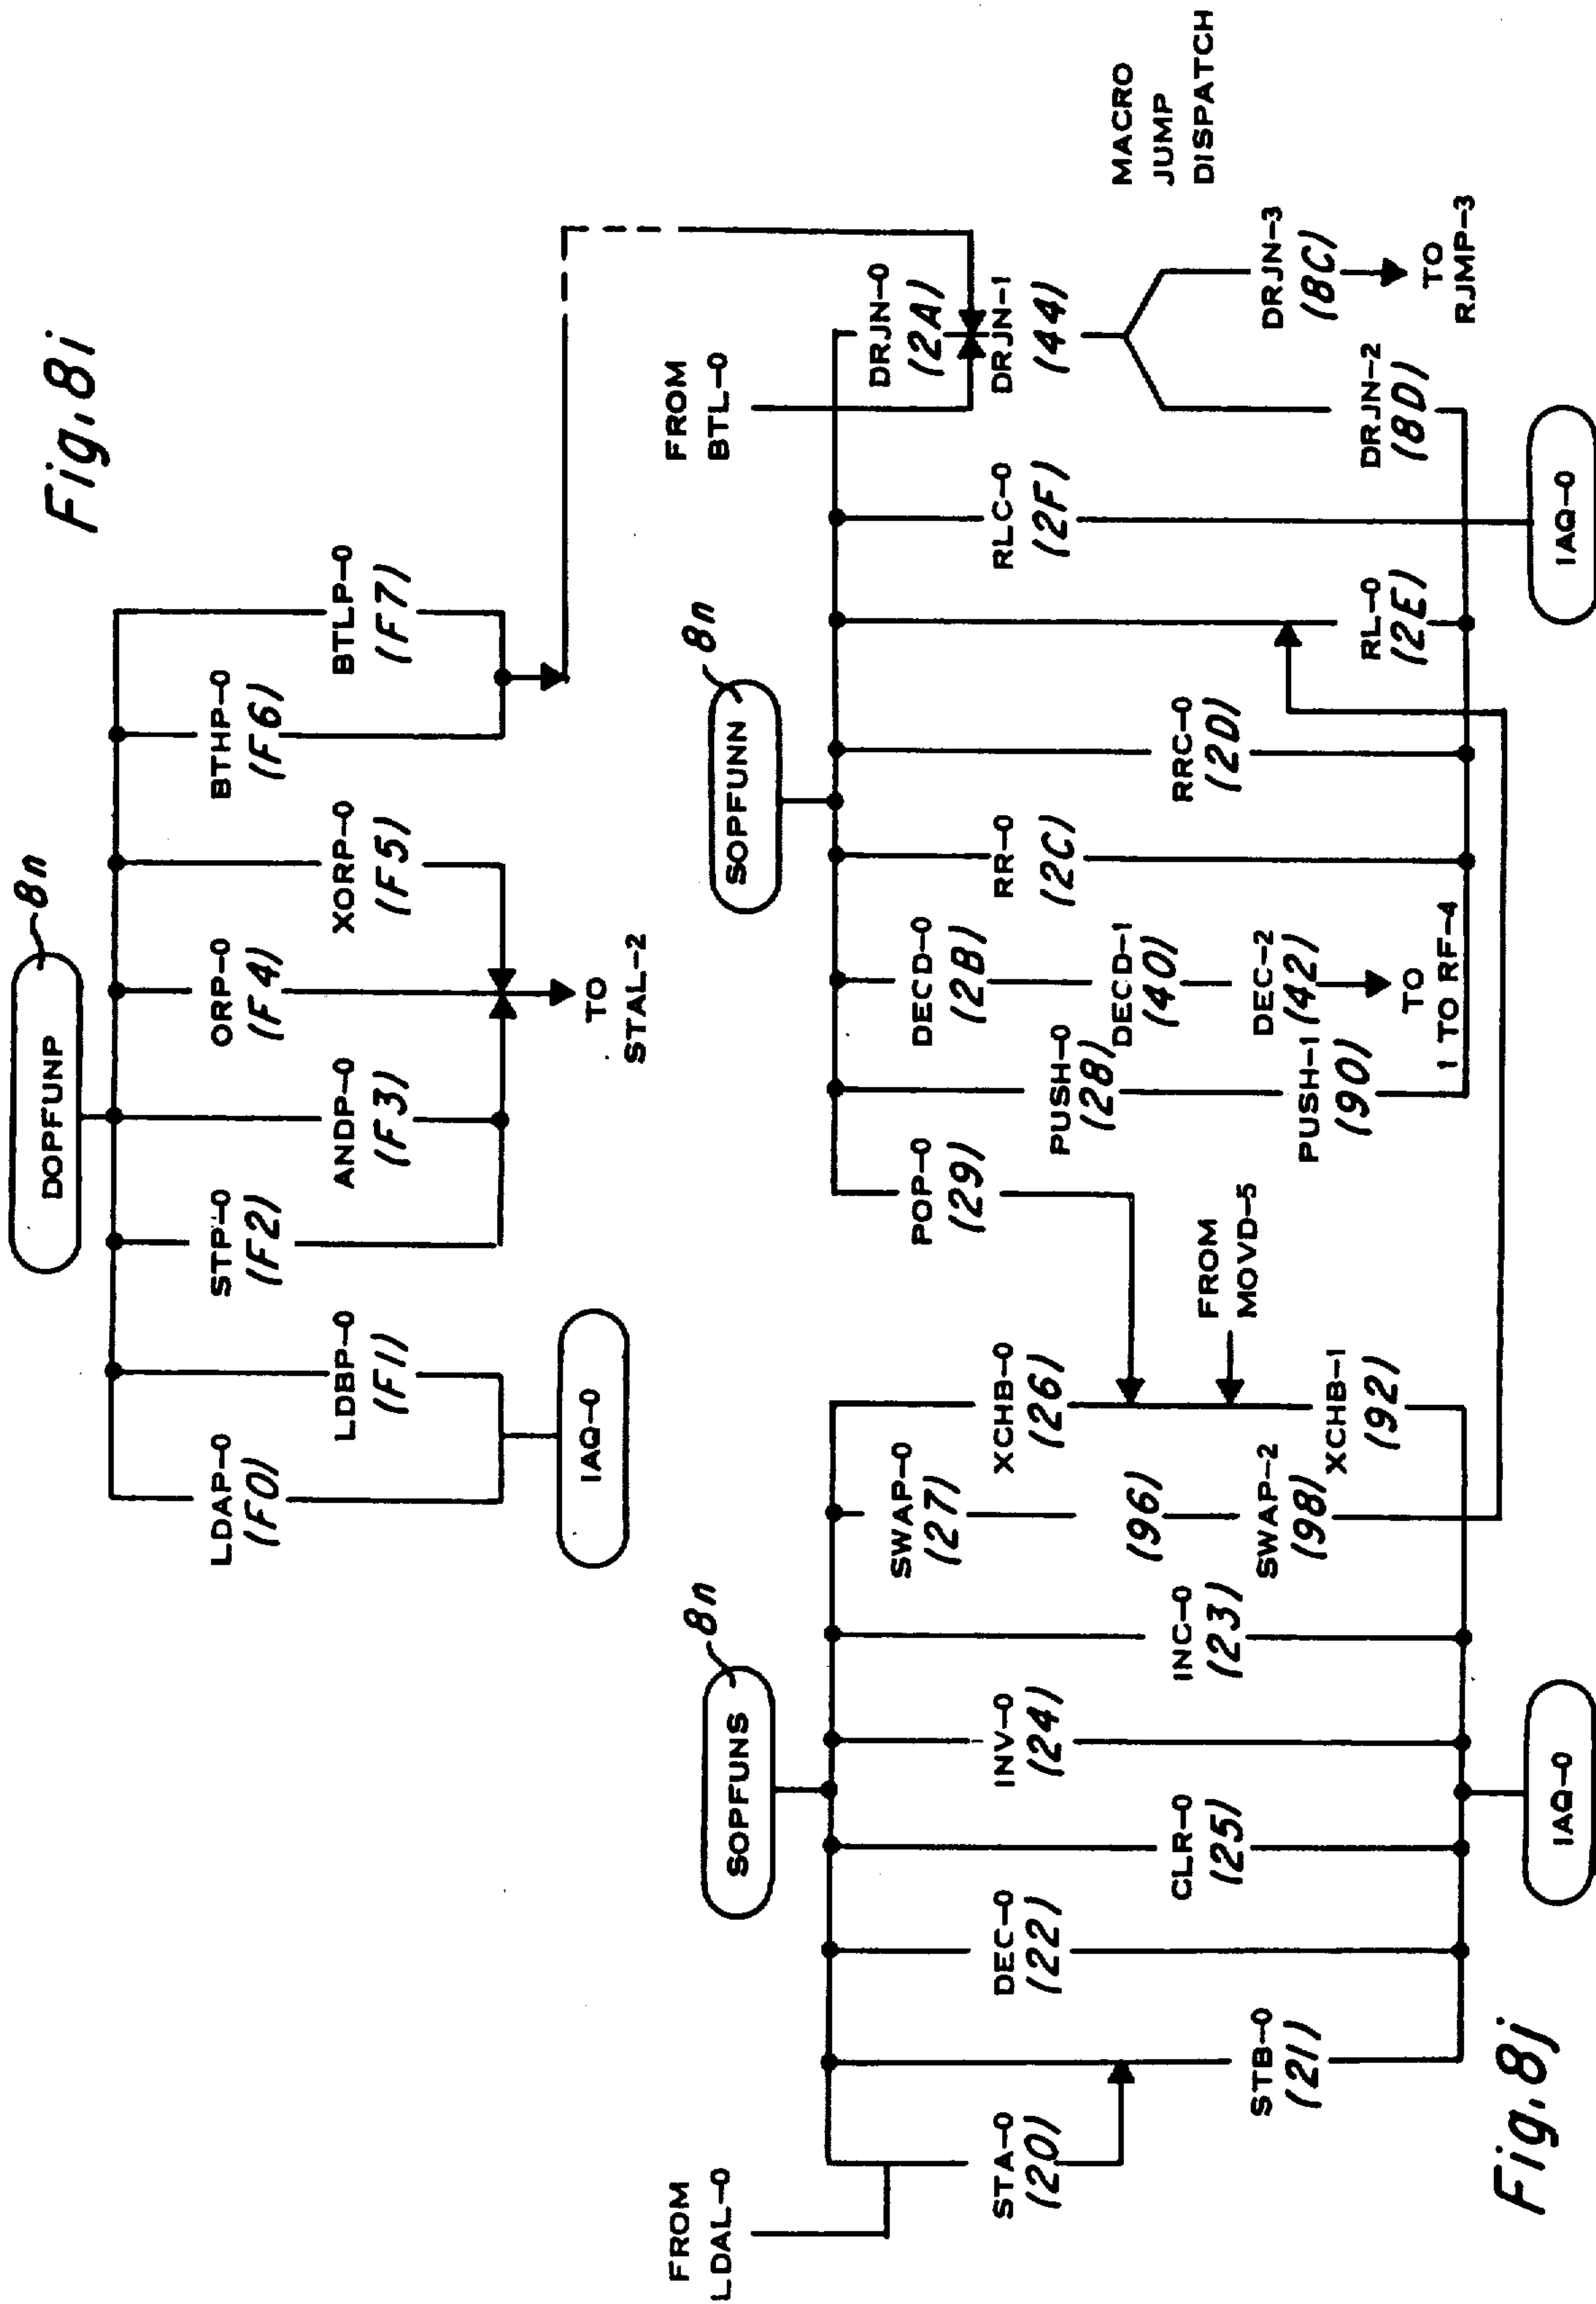 Fig. 8i
DOPFUNP
8n
LDAP-0
(F0)
LDBP-0
(F1)
STP-0
(F2)
ANDP-0
(F3)
ORP-0
(F4)
XORP-0
(F5)
BTHP-0
(F6)
BTLP-0
(F7)
IAQ-0
TO
STAL-2
SOPFUNS
8n
FROM
LDAL-0
STA-0
(20)
STB-0
(21)
DEC-0
(22)
CLR-0
(25)
INV-0
(24)
INC-0
(23)
SWAP-0
(27)
(96)
SWAP-2
(98)
XCHB-0
(26)
XCHB-1
(92)
FROM
MOVD-5
IAQ-0
SOPFUNN
8n
FROM
BTL-0
POP-0
(29)
PUSH-0
(28)
PUSH-1
(90)
DECD-0
(2B)
DECD-1
(40)
DEC-2
(42)
TO
1 TO RF-4
RR-0
(2C)
RRC-0
(2D)
RL-0
(2E)
RLC-0
(2F)
DRJN-0
(2A)
DRJN-1
(44)
DRJN-2
(8D)
DRJN-3
(8C)
TO
RJMP-3
MACRO
JUMP
DISPATCH
IAQ-0
Fig. 8j